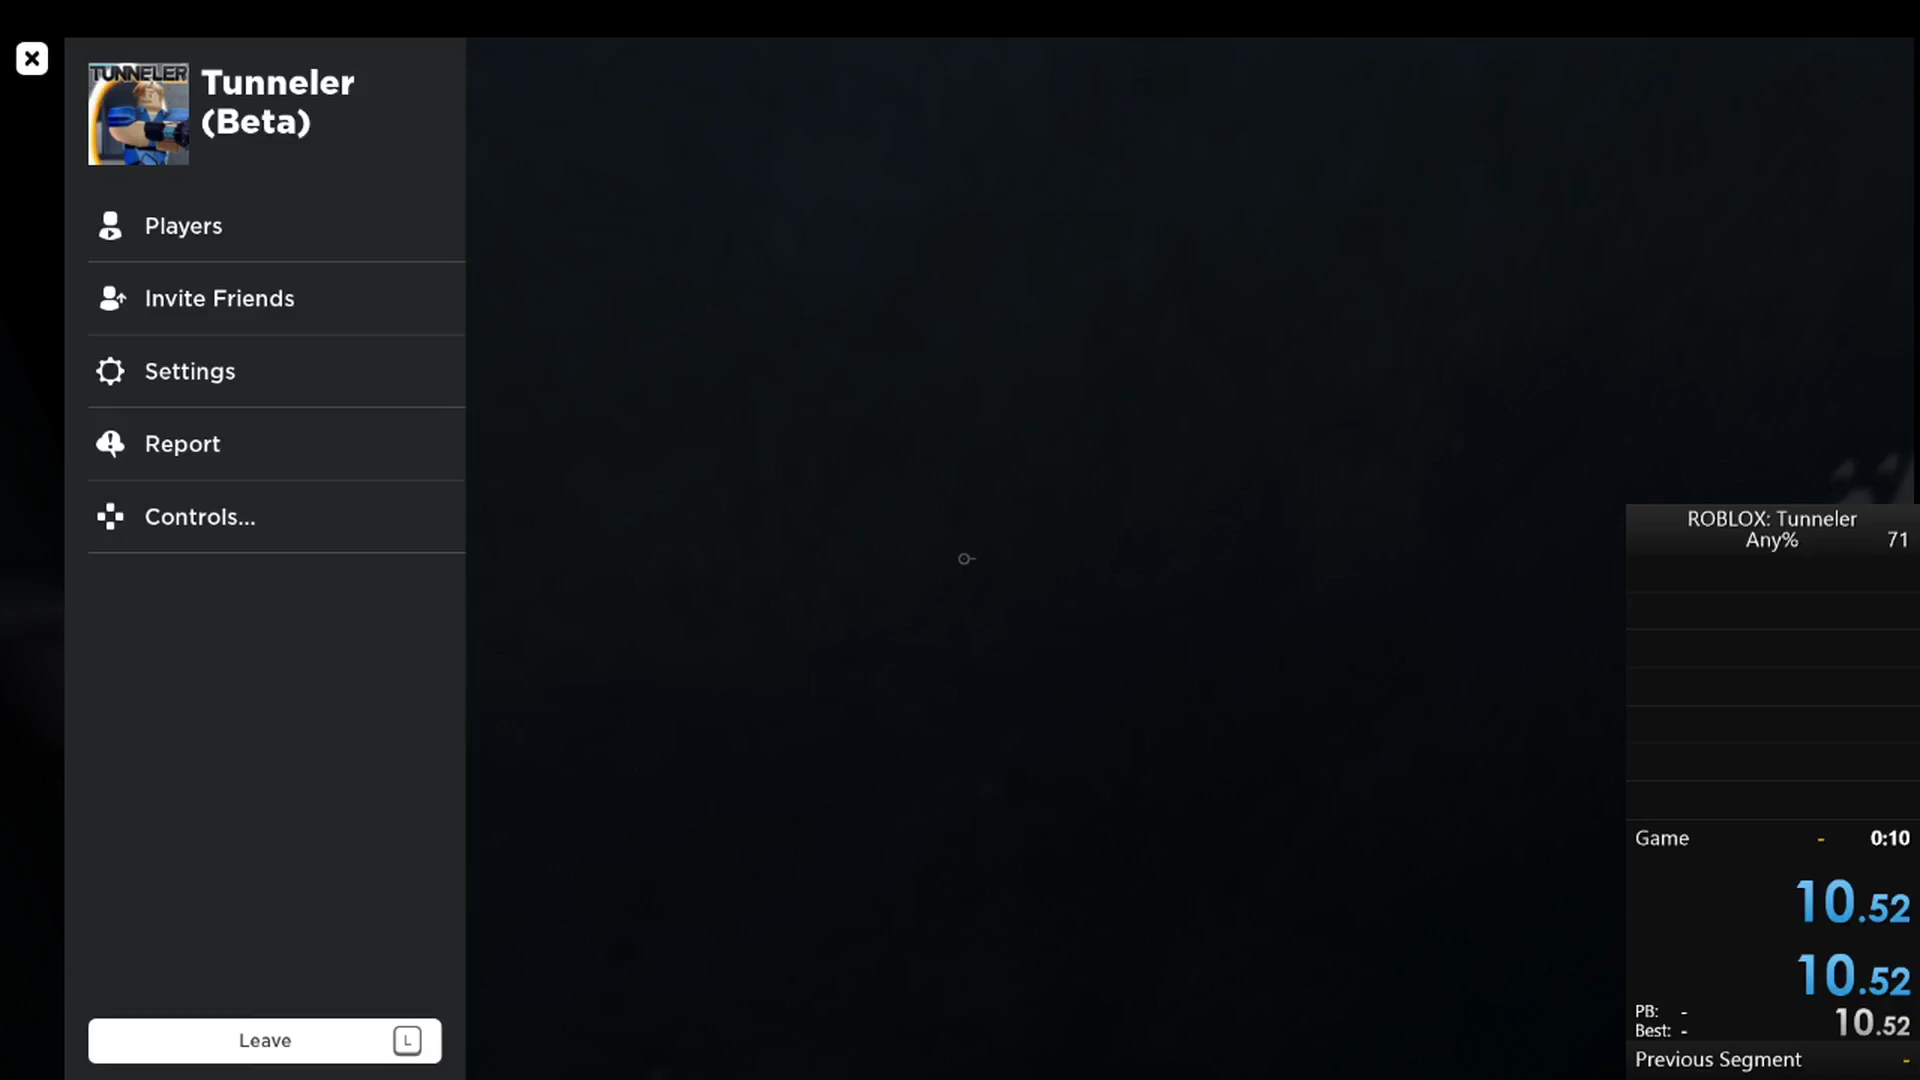 TUNNELER
Tunneler
(Beta)
Players
Invite Friends
Settings
Report
Controls...
Leave
L
ROBLOX: Tunneler
Any%
71
Game - 0:10
10.52
10.52
PB: -
Best: -
10.52
Previous Segment -